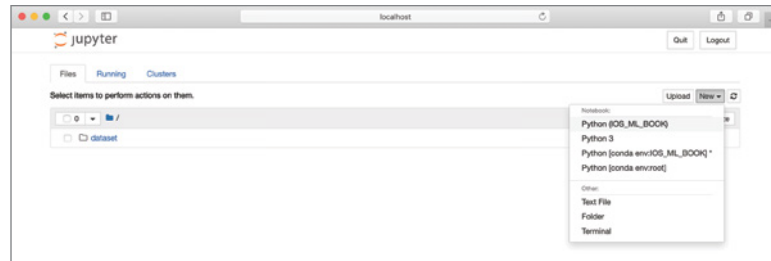 localhost
jupyter
Quit
Logout
Files
Running
Clusters
Select items to perform actions on them.
Upload
New
0
/
Notebook:
Python (IOS_ML_BOOK)
Python 3
Python [conda env:IOS_ML_BOOK] *
Python [conda env:root]
Other:
Text File
Folder
Terminal
dataset